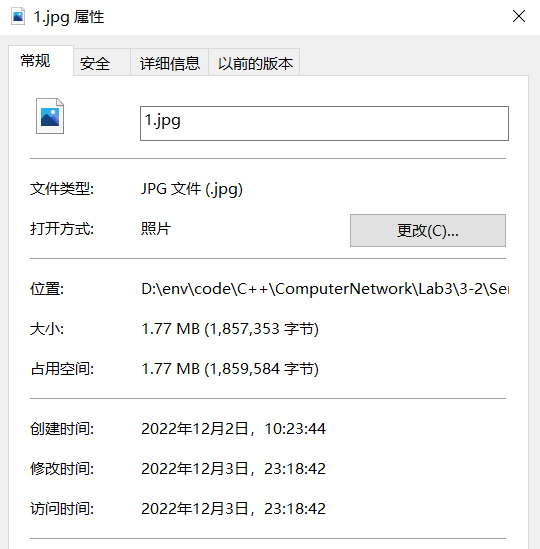 1.jpg 属性
常规 安全 详细信息 以前的版本
1.jpg
文件类型: JPG 文件 (.jpg)
打开方式: 照片 更改(C)...
位置: D:\env\code\C++\ComputerNetwork\Lab3\3-2\Ser
大小: 1.77 MB (1,857,353 字节)
占用空间: 1.77 MB (1,859,584 字节)
创建时间: 2022年12月2日，10:23:44
修改时间: 2022年12月3日，23:18:42
访问时间: 2022年12月3日，23:18:42